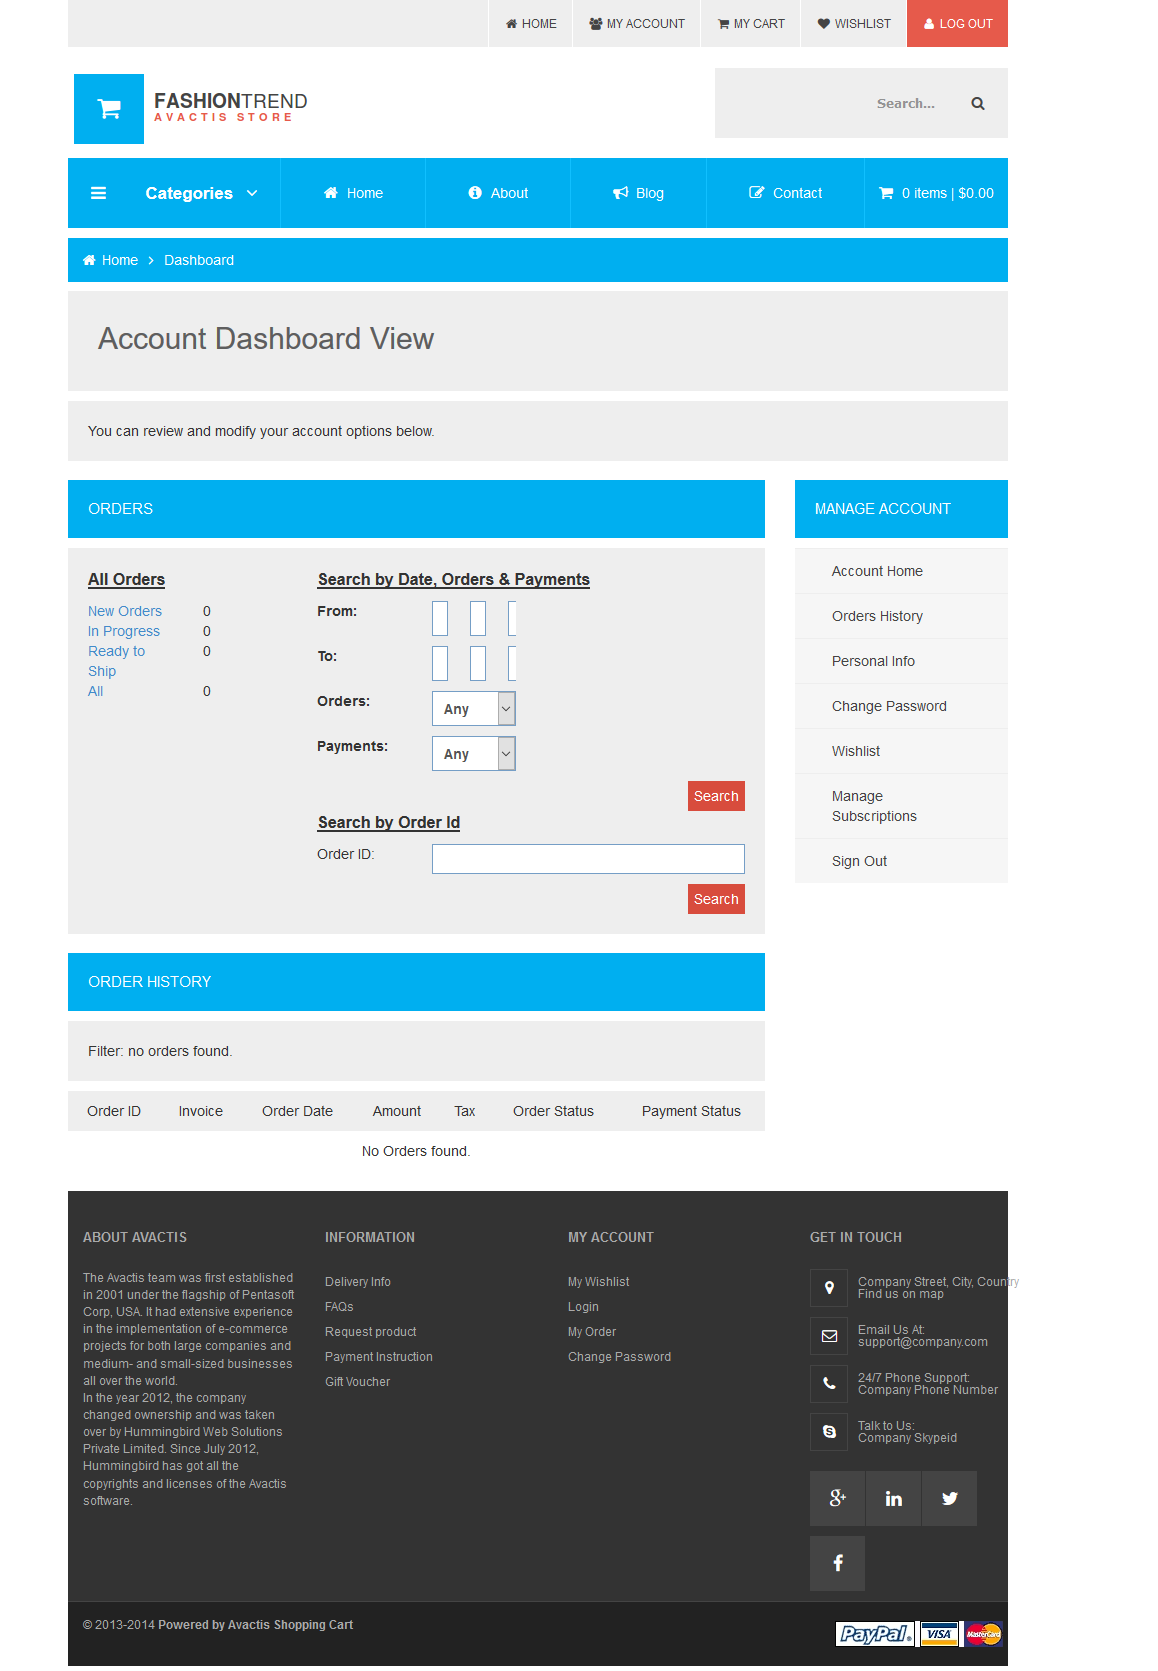 HOME MY ACCOUNT MY CART WISHLIST LOG OUT
FASHIONTREND
AVACTIS STORE
Search...
Categories Home About Blog Contact 0 items | $0.00
Home Dashboard
Account Dashboard View
You can review and modify your account options below.
ORDERS
All Orders
New Orders 0
In Progress 0
Ready to 0
Ship
All 0
Search by Date, Orders & Payments
From:
To:
Orders: Any
Payments: Any
Search
Search by Order Id
Order ID:
Search
MANAGE ACCOUNT
Account Home
Orders History
Personal Info
Change Password
Wishlist
Manage
Subscriptions
Sign Out
ORDER HISTORY
Filter: no orders found.
Order ID Invoice Order Date Amount Tax Order Status Payment Status
No Orders found.
ABOUT AVACTIS
The Avactis team was first established
in 2001 under the flagship of Pentasoft
Corp, USA. It had extensive experience
in the implementation of e-commerce
projects for both large companies and
medium- and small-sized businesses
all over the world.
In the year 2012, the company
changed ownership and was taken
over by Hummingbird Web Solutions
Private Limited. Since July 2012,
Hummingbird has got all the
copyrights and licenses of the Avactis
software.
INFORMATION
Delivery Info
FAQs
Request product
Payment Instruction
Gift Voucher
MY ACCOUNT
My Wishlist
Login
My Order
Change Password
GET IN TOUCH
Company Street, City, Country
Find us on map
Email Us At:
support@company.com
24/7 Phone Support:
Company Phone Number
Talk to Us:
Company Skypeid
© 2013-2014 Powered by Avactis Shopping Cart
PayPal VISA MasterCard